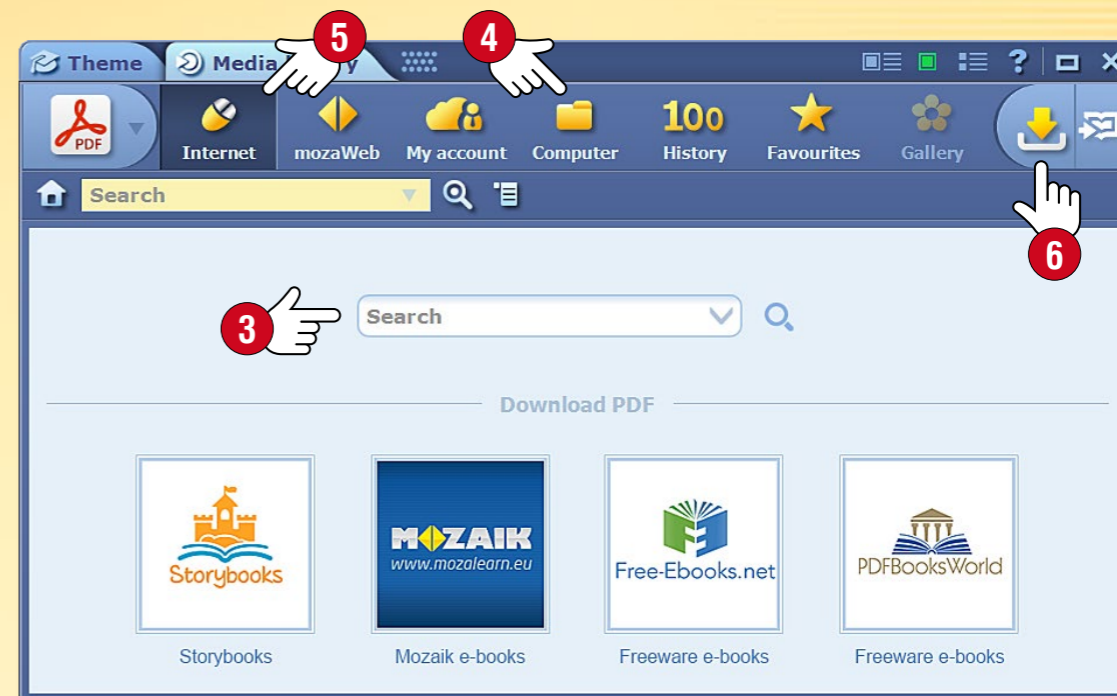 5
4
Theme
Media
y
?
PDF
Internet
mozaWeb
My account
Computer
100
History
Favourites
Gallery
Search
6
3
Search
Download PDF
Storybooks
MOZAIK
www.mozalearn.eu
Free-Ebooks.net
PDFBooksWorld
Storybooks
Mozaik e-books
Freeware e-books
Freeware e-books